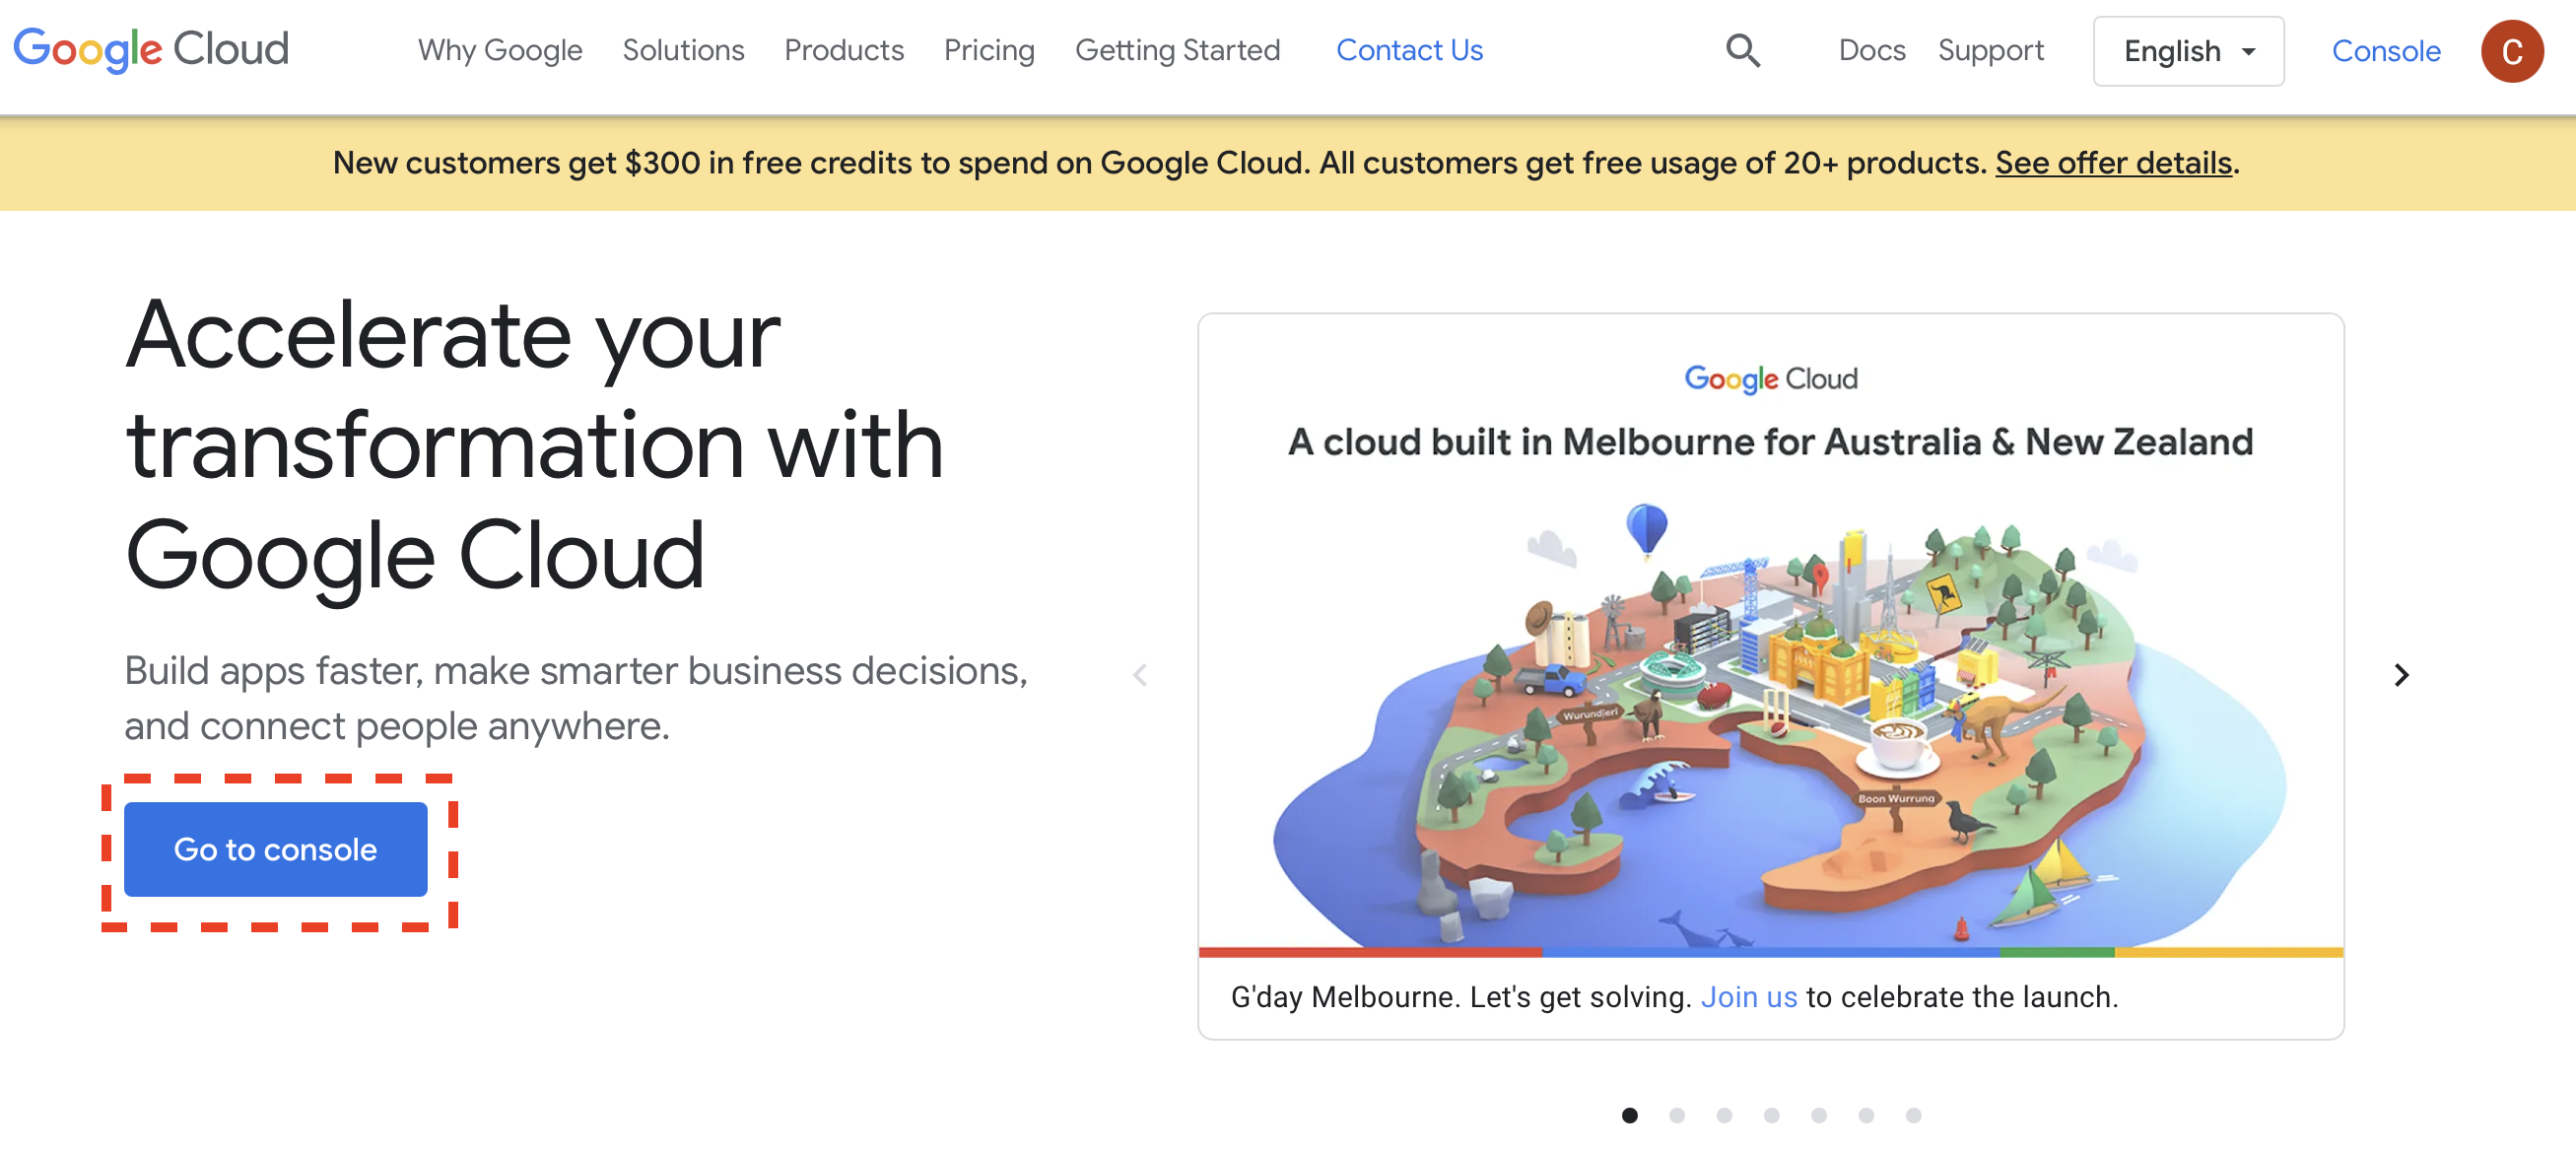 Google Cloud
Why Google Solutions Products Pricing Getting Started Contact Us Docs Support English Console C
New customers get $300 in free credits to spend on Google Cloud. All customers get free usage of 20+ products. See offer details.
Accelerate your
transformation with
Google Cloud
Build apps faster, make smarter business decisions,
and connect people anywhere.
Go to console
Google Cloud
A cloud built in Melbourne for Australia & New Zealand
Wurundjeri
Boon Wurrung
G'day Melbourne. Let's get solving. Join us to celebrate the launch.